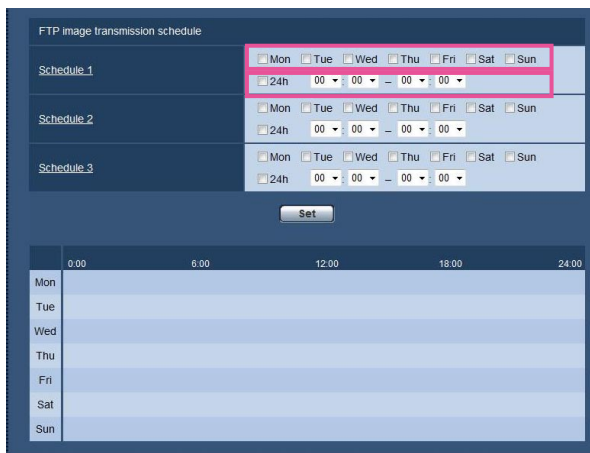 FTP image transmission schedule
Schedule 1
Mon Tue Wed Thu Fri Sat Sun
24h 00 : 00 – 00 : 00
Schedule 2
Mon Tue Wed Thu Fri Sat Sun
24h 00 : 00 – 00 : 00
Schedule 3
Mon Tue Wed Thu Fri Sat Sun
24h 00 : 00 – 00 : 00
Set
0:00 6:00 12:00 18:00 24:00
Mon
Tue
Wed
Thu
Fri
Sat
Sun